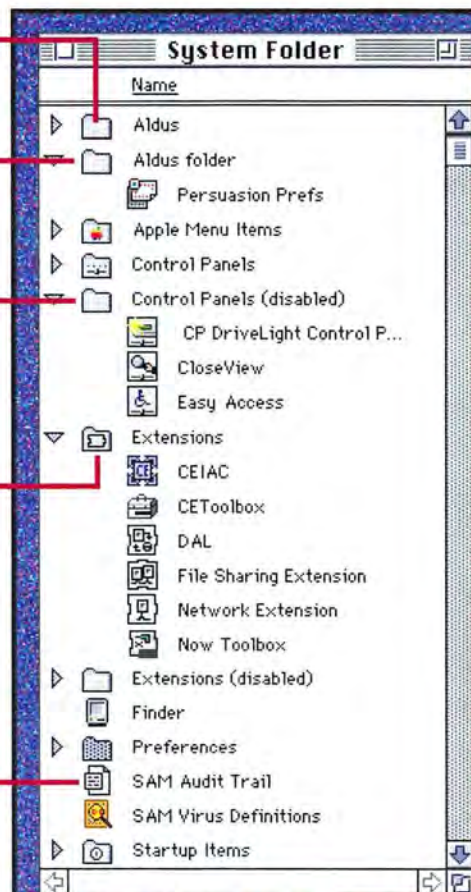 System Folder
Name
Aldus
Aldus folder
Persuasion Prefs
Apple Menu Items
Control Panels
Control Panels (disabled)
CP DriveLight Control P...
CloseView
Easy Access
Extensions
CE
CEIAC
CEToolbox
DAL
File Sharing Extension
Network Extension
Now Toolbox
Extensions (disabled)
Finder
Preferences
SAM Audit Trail
SAM Virus Definitions
Startup Items